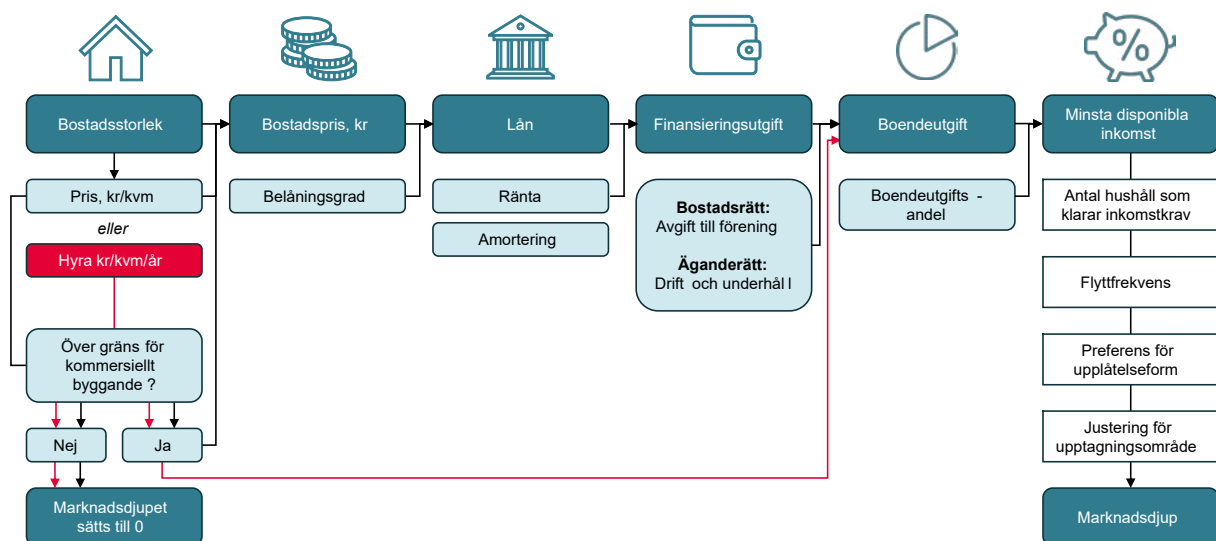 Bostadsstorlek
Pris, kr/kvm
eller
Hyra kr/kvm/år
Över gräns för
kommersiellt
byggande ?
Nej
Ja
Marknadsdjupet
sätts till 0
Bostadspris, kr
Belåningsgrad
Lån
Ränta
Amortering
Finansieringsutgift
Bostadsrätt:
Avgift till förening
Äganderätt:
Drift och underhål l
Boendeutgift
Boendeutgifts -
andel
%
Minsta disponibla
inkomst
Antal hushåll som
klarar inkomstkrav
Flyttfrekvens
Preferens för
upplåtelseform
Justering för
upptagningsområde
Marknadsdjup